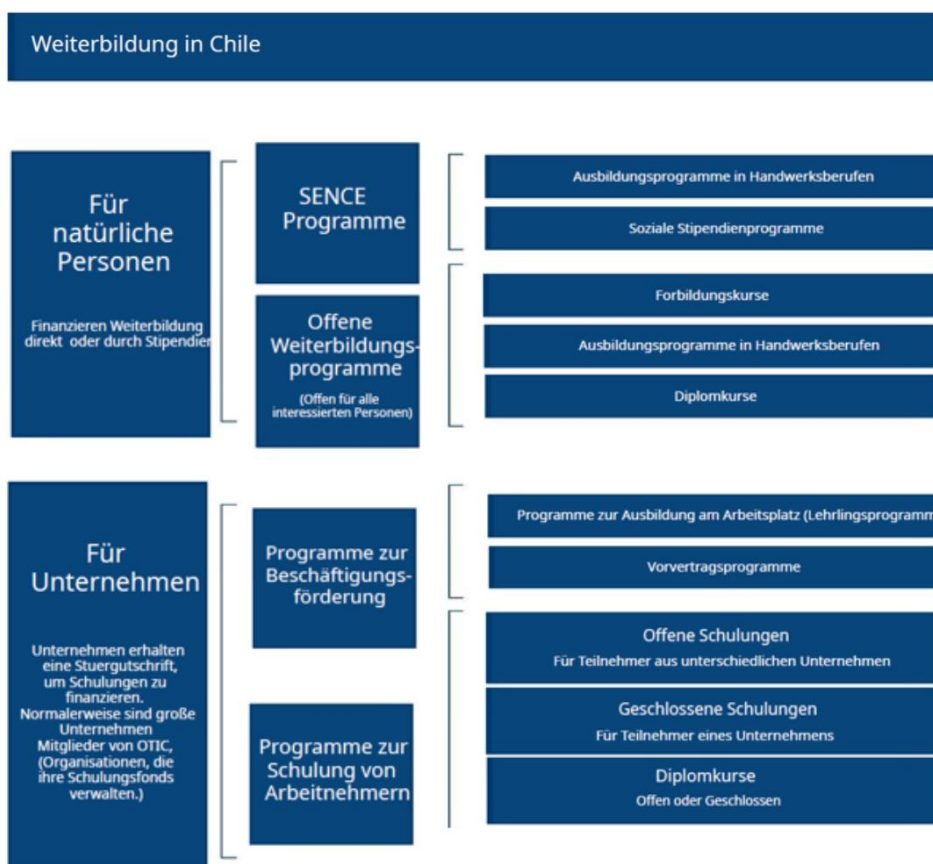 Weiterbildung in Chile
Für
natürliche
Personen
Finanzieren Weiterbildung
direkt oder durch Stipendier
SENCE
Programme
Ausbildungsprogramme in Handwerksberufen
Soziale Stipendienprogramme
Offene
Weiterbildungs-
programme
(Offen für alle
interessierten Personen)
Forbildungskurse
Ausbildungsprogramme in Handwerksberufen
Diplomkurse
Für
Unternehmen
Unternehmen erhalten
eine Stuergutschrift,
um Schulungen zu
finanzieren.
Normalerweise sind große
Unternehmen
Mitglieder von OTIC,
(Organisationen, die
ihre Schulungsfonds
verwalten.)
Programme zur
Beschäftigungs-
förderung
Programme zur Ausbildung am Arbeitsplatz (Lehrlingsprogramm
Vorvertragsprogramme
Programme zur
Schulung von
Arbeitnehmern
Offene Schulungen
Für Teilnehmer aus unterschiedlichen Unternehmen
Geschlossene Schulungen
Für Teilnehmer eines Unternehmens
Diplomkurse
Offen oder Geschlossen